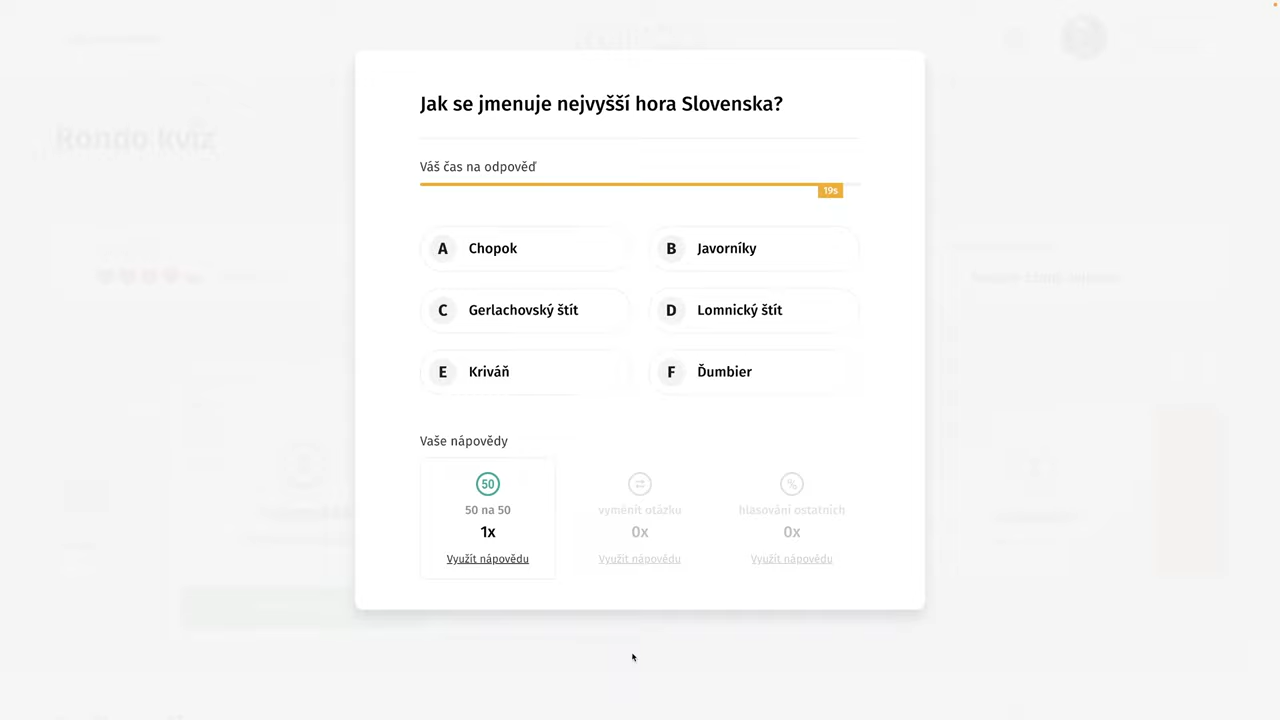 Rondo kvíz
Jak se jmenuje nejvyšší hora Slovenska?
Váš čas na odpověď
19s
A Chopok
B Javorníky
C Gerlachovský štít
D Lomnický štít
E Kriváň
F Ďumbier
Vaše nápovědy
50
50 na 50
1x
Využít nápovědu
vyměnit otázku
0x
Využít nápovědu
%
hlasování ostatních
0x
Využít nápovědu